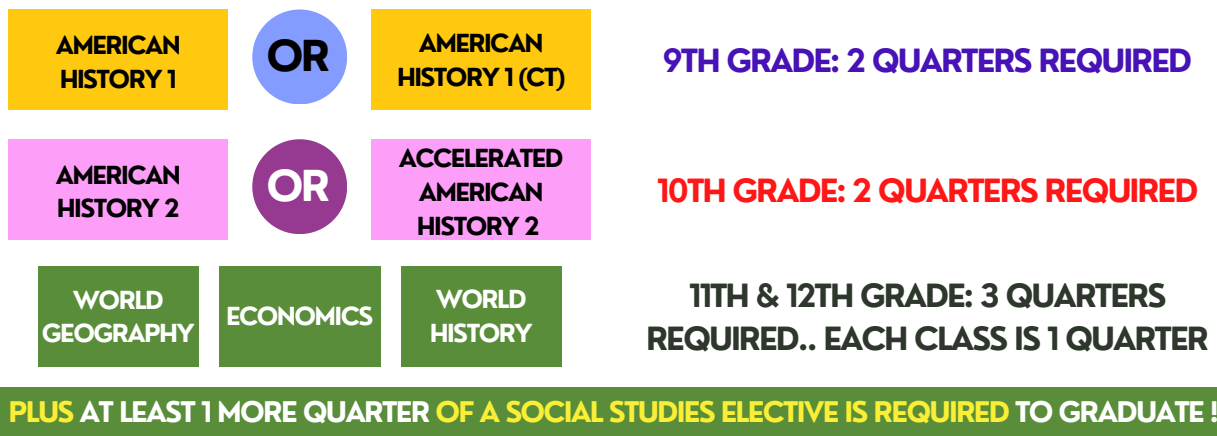 AMERICAN
HISTORY 1
OR
AMERICAN
HISTORY 1 (CT)
9TH GRADE: 2 QUARTERS REQUIRED
AMERICAN
HISTORY 2
OR
ACCELERATED
AMERICAN
HISTORY 2
10TH GRADE: 2 QUARTERS REQUIRED
WORLD
GEOGRAPHY
ECONOMICS
WORLD
HISTORY
11TH & 12TH GRADE: 3 QUARTERS
REQUIRED.. EACH CLASS IS 1 QUARTER
PLUS AT LEAST 1 MORE QUARTER OF A SOCIAL STUDIES ELECTIVE IS REQUIRED TO GRADUATE !